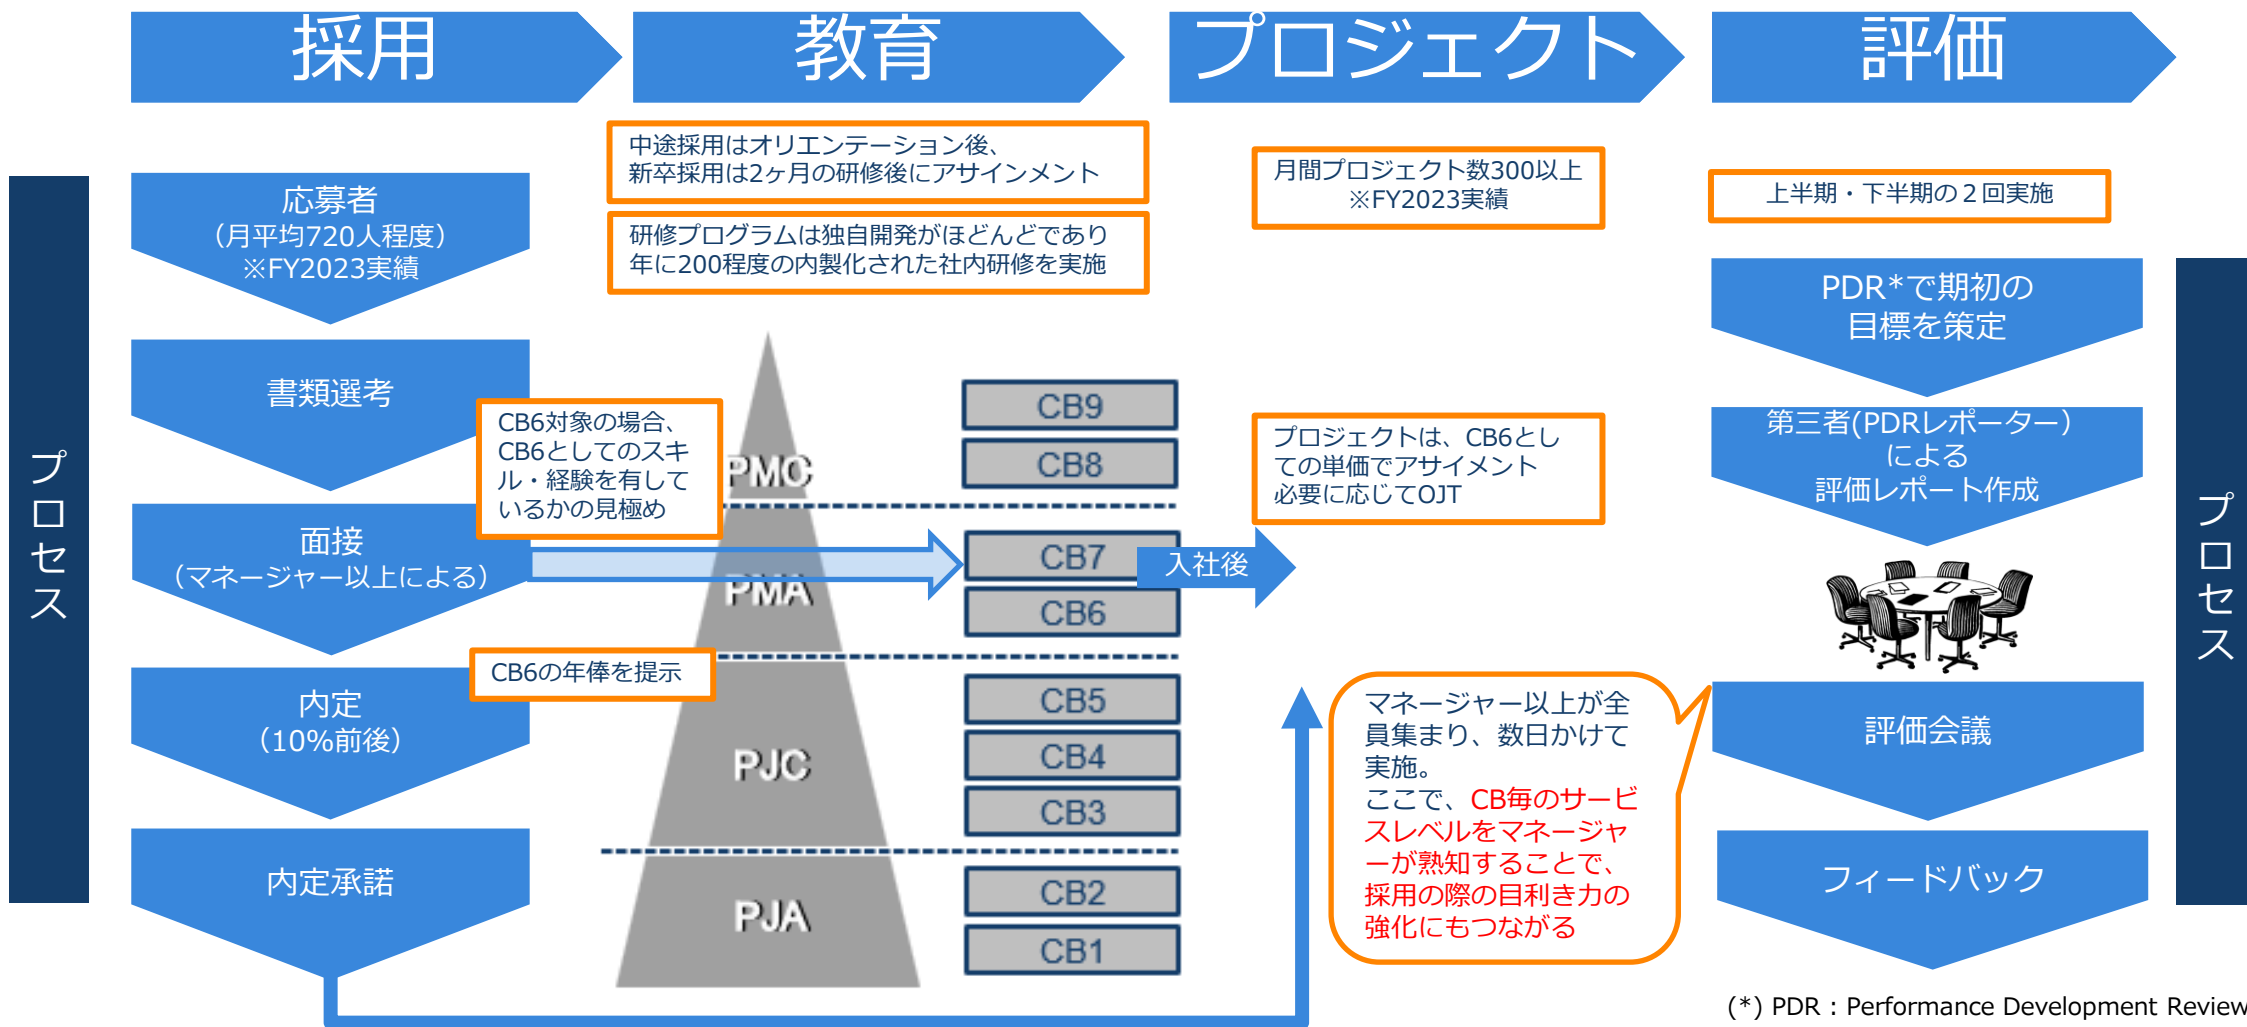 採用
教育
プロジェクト
評価
プロセス
応募者
（月平均720人程度）
※FY2023実績
書類選考
面接
（マネージャー以上による）
内定
（10%前後）
内定承諾
CB6対象の場合、
CB6としてのスキ
ル・経験を有して
いるかの見極め
CB6の年俸を提示
中途採用はオリエンテーション後、
新卒採用は2ヶ月の研修後にアサインメント
研修プログラムは独自開発がほどんどであり
年に200程度の内製化された社内研修を実施
PMC
PMA
PJC
PJA
CB9
CB8
CB7
CB6
CB5
CB4
CB3
CB2
CB1
入社後
月間プロジェクト数300以上
※FY2023実績
プロジェクトは、CB6とし
ての単価でアサイメント
必要に応じてOJT
マネージャー以上が全
員集まり、数日かけて
実施。
ここで、CB毎のサービ
スレベルをマネージャ
ーが熟知することで、
採用の際の目利き力の
強化にもつながる
上半期・下半期の２回実施
PDR*で期初の
目標を策定
第三者(PDRレポーター）
による
評価レポート作成
評価会議
フィードバック
プロセス
(*) PDR : Performance Development Review